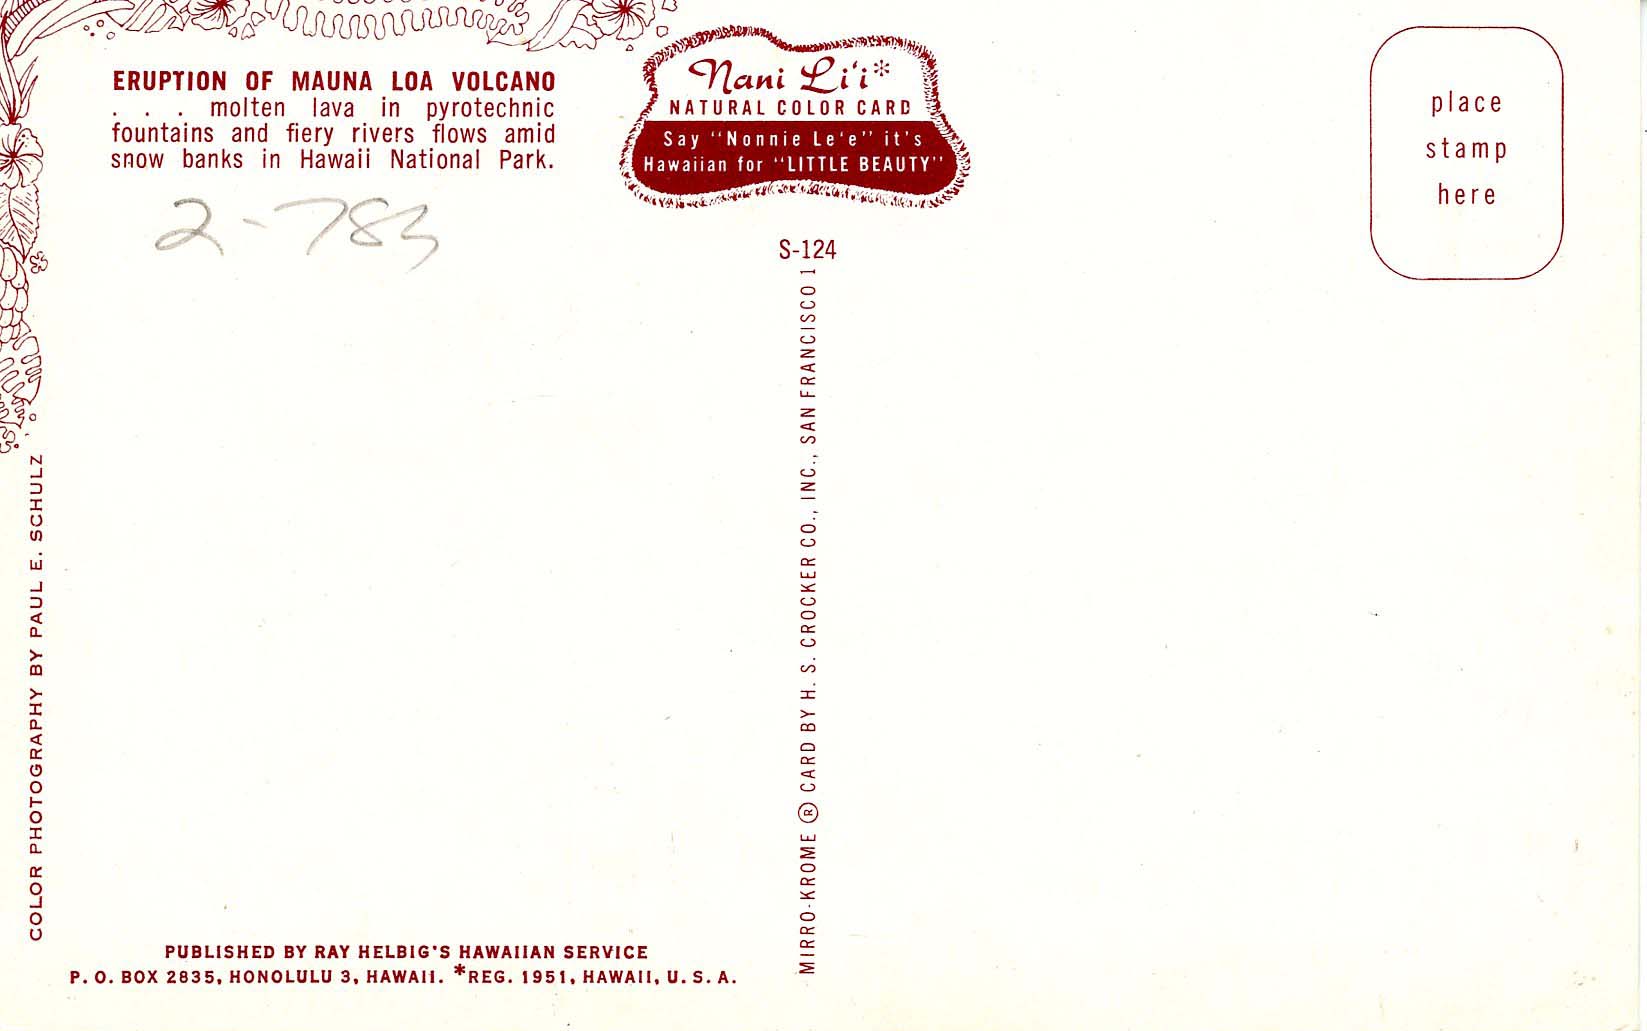 ERUPTION OF MAUNA LOA VOLCANO
. . . molten lava in pyrotechnic
fountains and fiery rivers flows amid
snow banks in Hawaii National Park.
2-783
Nani Li'i*
NATURAL COLOR CARD
Say "Nonnie Le'e" it's
Hawaiian for "LITTLE BEAUTY"
place
stamp
here
S-124
MIRRO-KROME ® CARD BY H. S. CROCKER CO., INC., SAN FRANCISCO 1
COLOR PHOTOGRAPHY BY PAUL E. SCHULZ
PUBLISHED BY RAY HELBIG'S HAWAIIAN SERVICE
P. O. BOX 2835, HONOLULU 3, HAWAII. *REG. 1951, HAWAII, U. S. A.